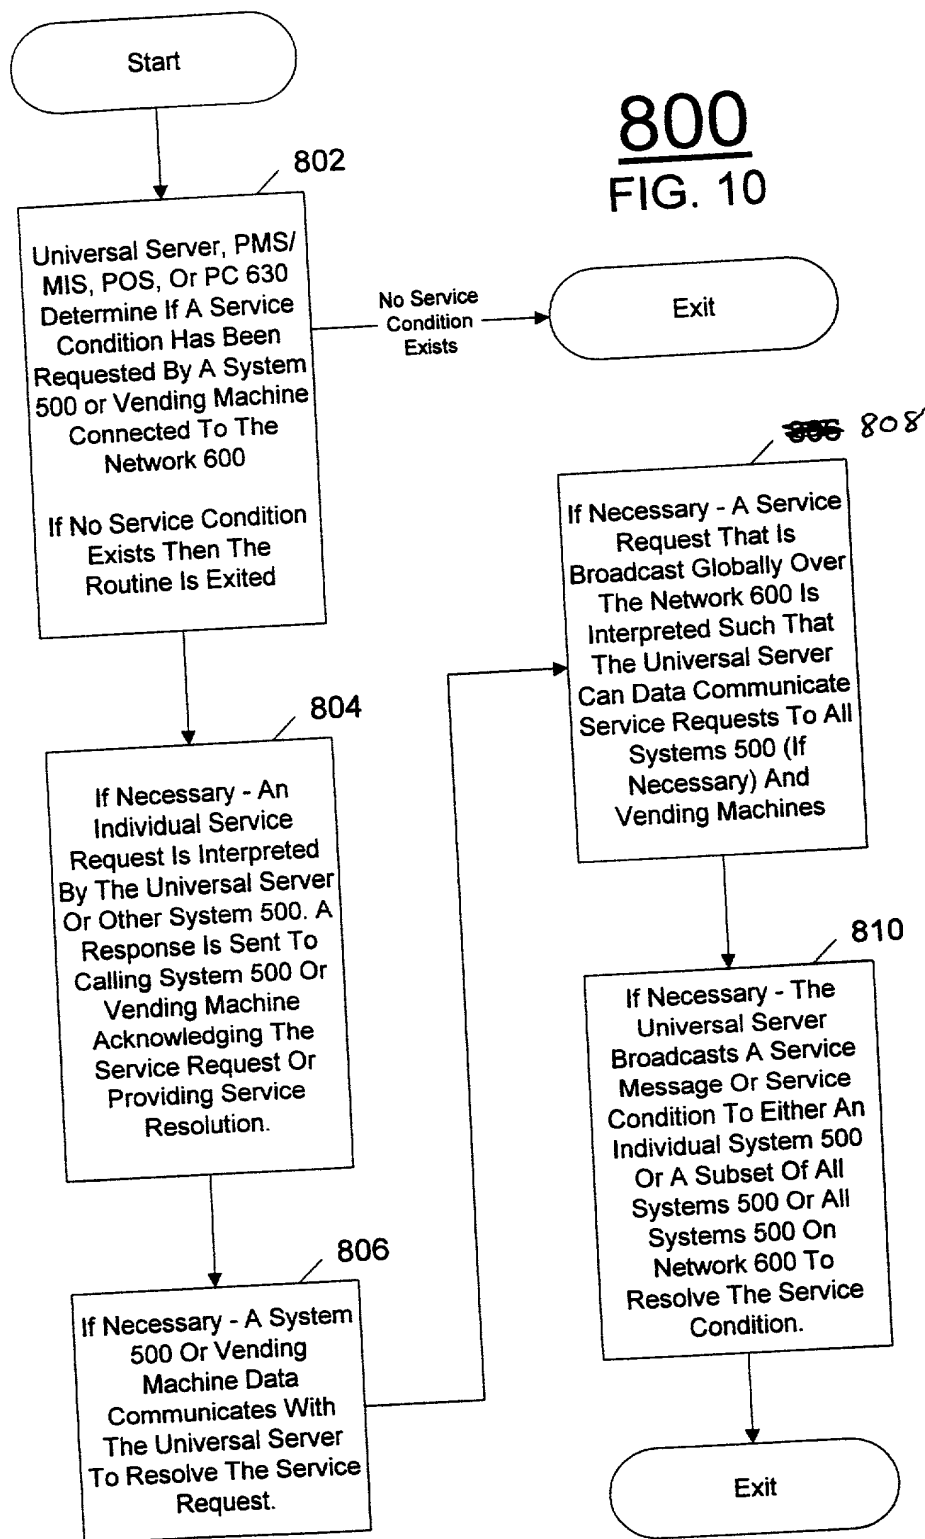 Start
800
FIG. 10
802
Universal Server, PMS/
MIS, POS, Or PC 630
Determine If A Service
Condition Has Been
Requested By A System
500 or Vending Machine
Connected To The
Network 600
If No Service Condition
Exists Then The
Routine Is Exited
No Service
Condition
Exists
Exit
804
If Necessary - An
Individual Service
Request Is Interpreted
By The Universal Server
Or Other System 500. A
Response Is Sent To
Calling System 500 Or
Vending Machine
Acknowledging The
Service Request Or
Providing Service
Resolution.
806
If Necessary - A System
500 Or Vending
Machine Data
Communicates With
The Universal Server
To Resolve The Service
Request.
808
If Necessary - A Service
Request That Is
Broadcast Globally Over
The Network 600 Is
Interpreted Such That
The Universal Server
Can Data Communicate
Service Requests To All
Systems 500 (If
Necessary) And
Vending Machines
810
If Necessary - The
Universal Server
Broadcasts A Service
Message Or Service
Condition To Either An
Individual System 500
Or A Subset Of All
Systems 500 Or All
Systems 500 On
Network 600 To
Resolve The Service
Condition.
Exit